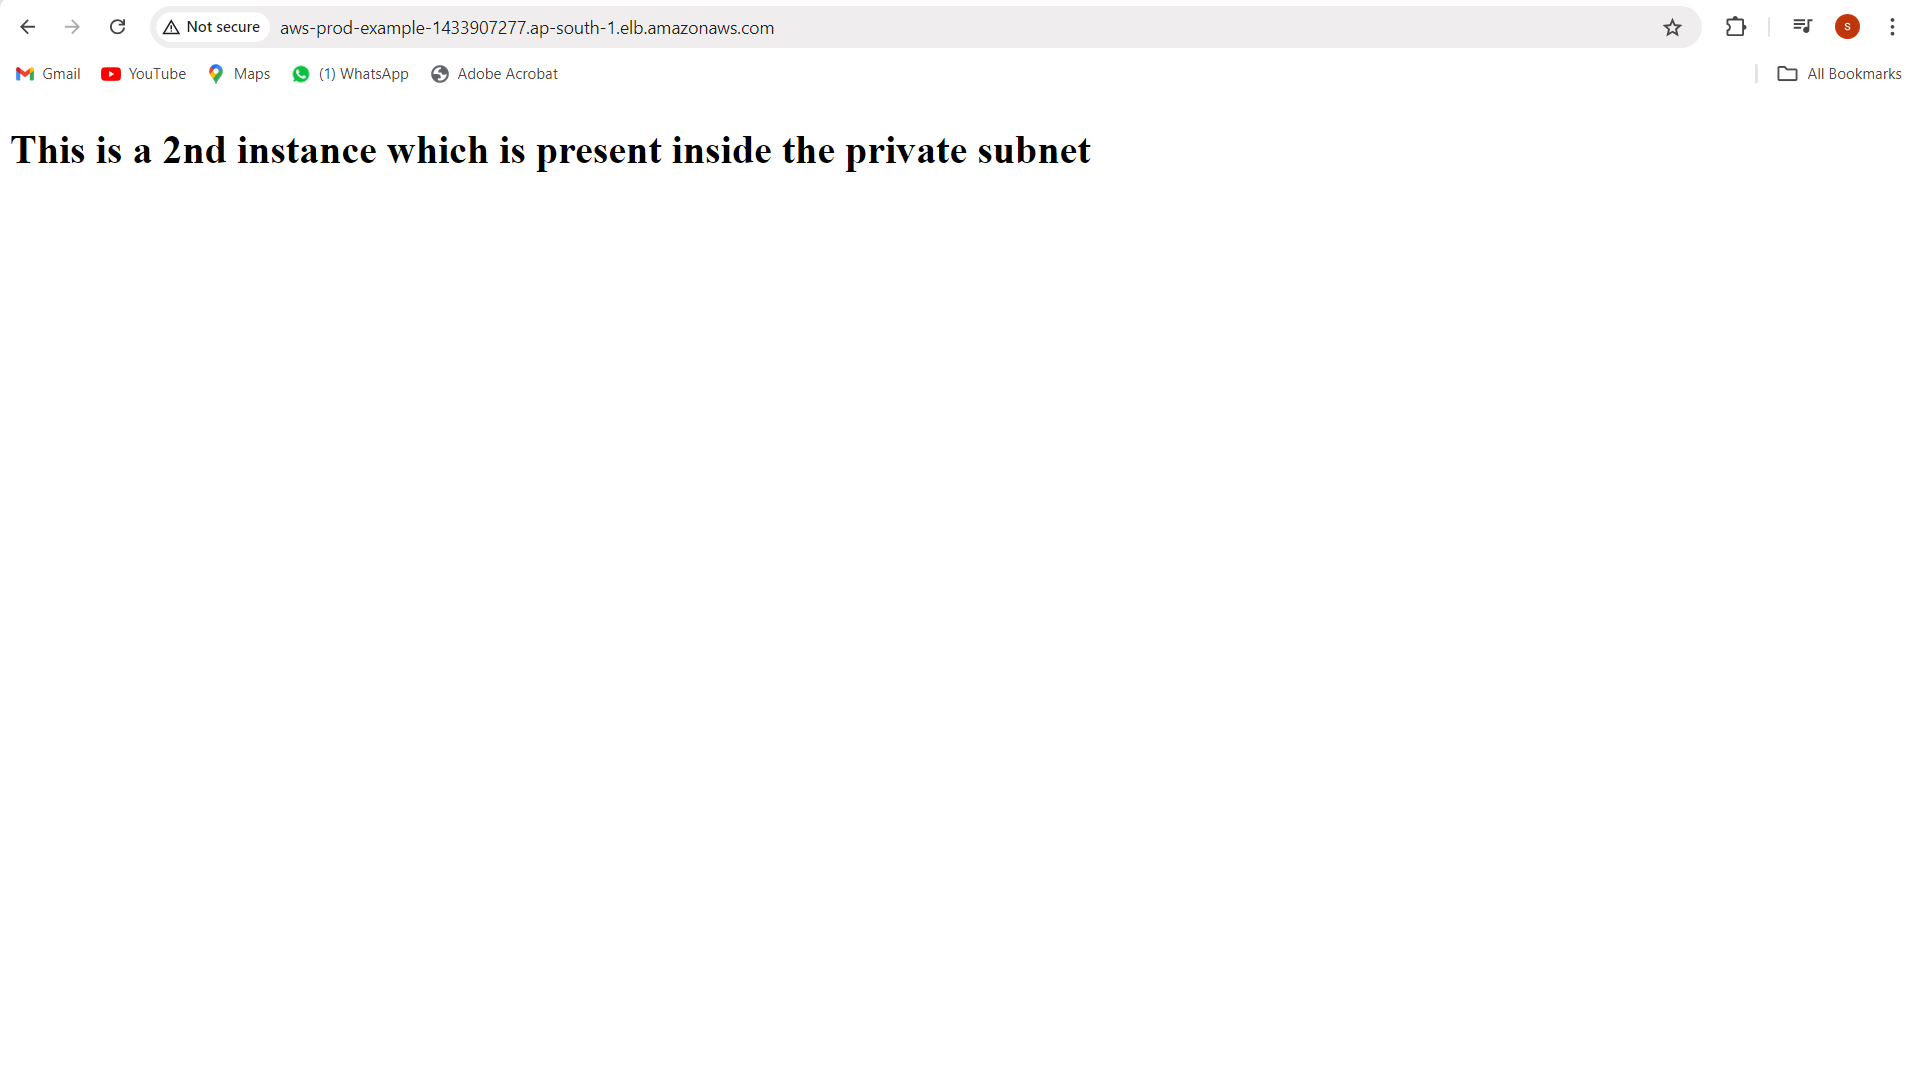 Not secure aws-prod-example-1433907277.ap-south-1.elb.amazonaws.com S
Gmail YouTube Maps (1) WhatsApp Adobe Acrobat All Bookmarks
This is a 2nd instance which is present inside the private subnet